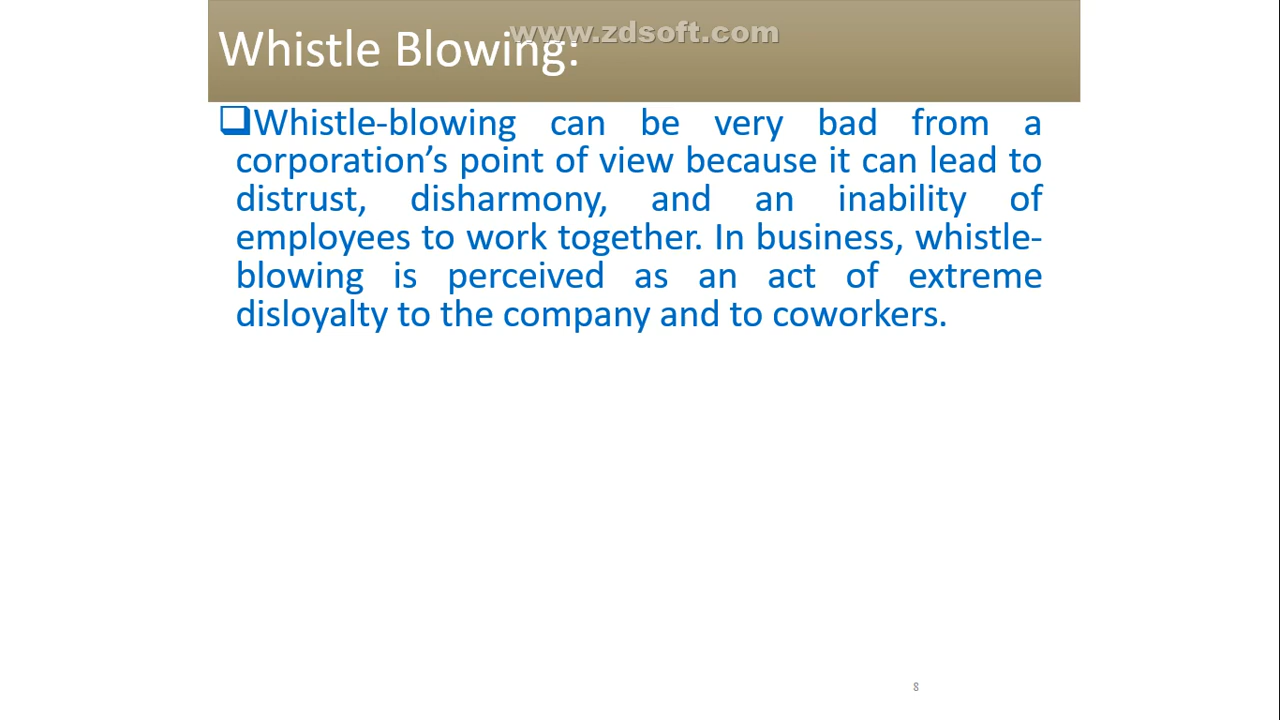 www.zdsoft.com
Whistle Blowing:
Whistle-blowing can be very bad from a
corporation’s point of view because it can lead to
distrust, disharmony, and an inability of
employees to work together. In business, whistle-
blowing is perceived as an act of extreme
disloyalty to the company and to coworkers.
8